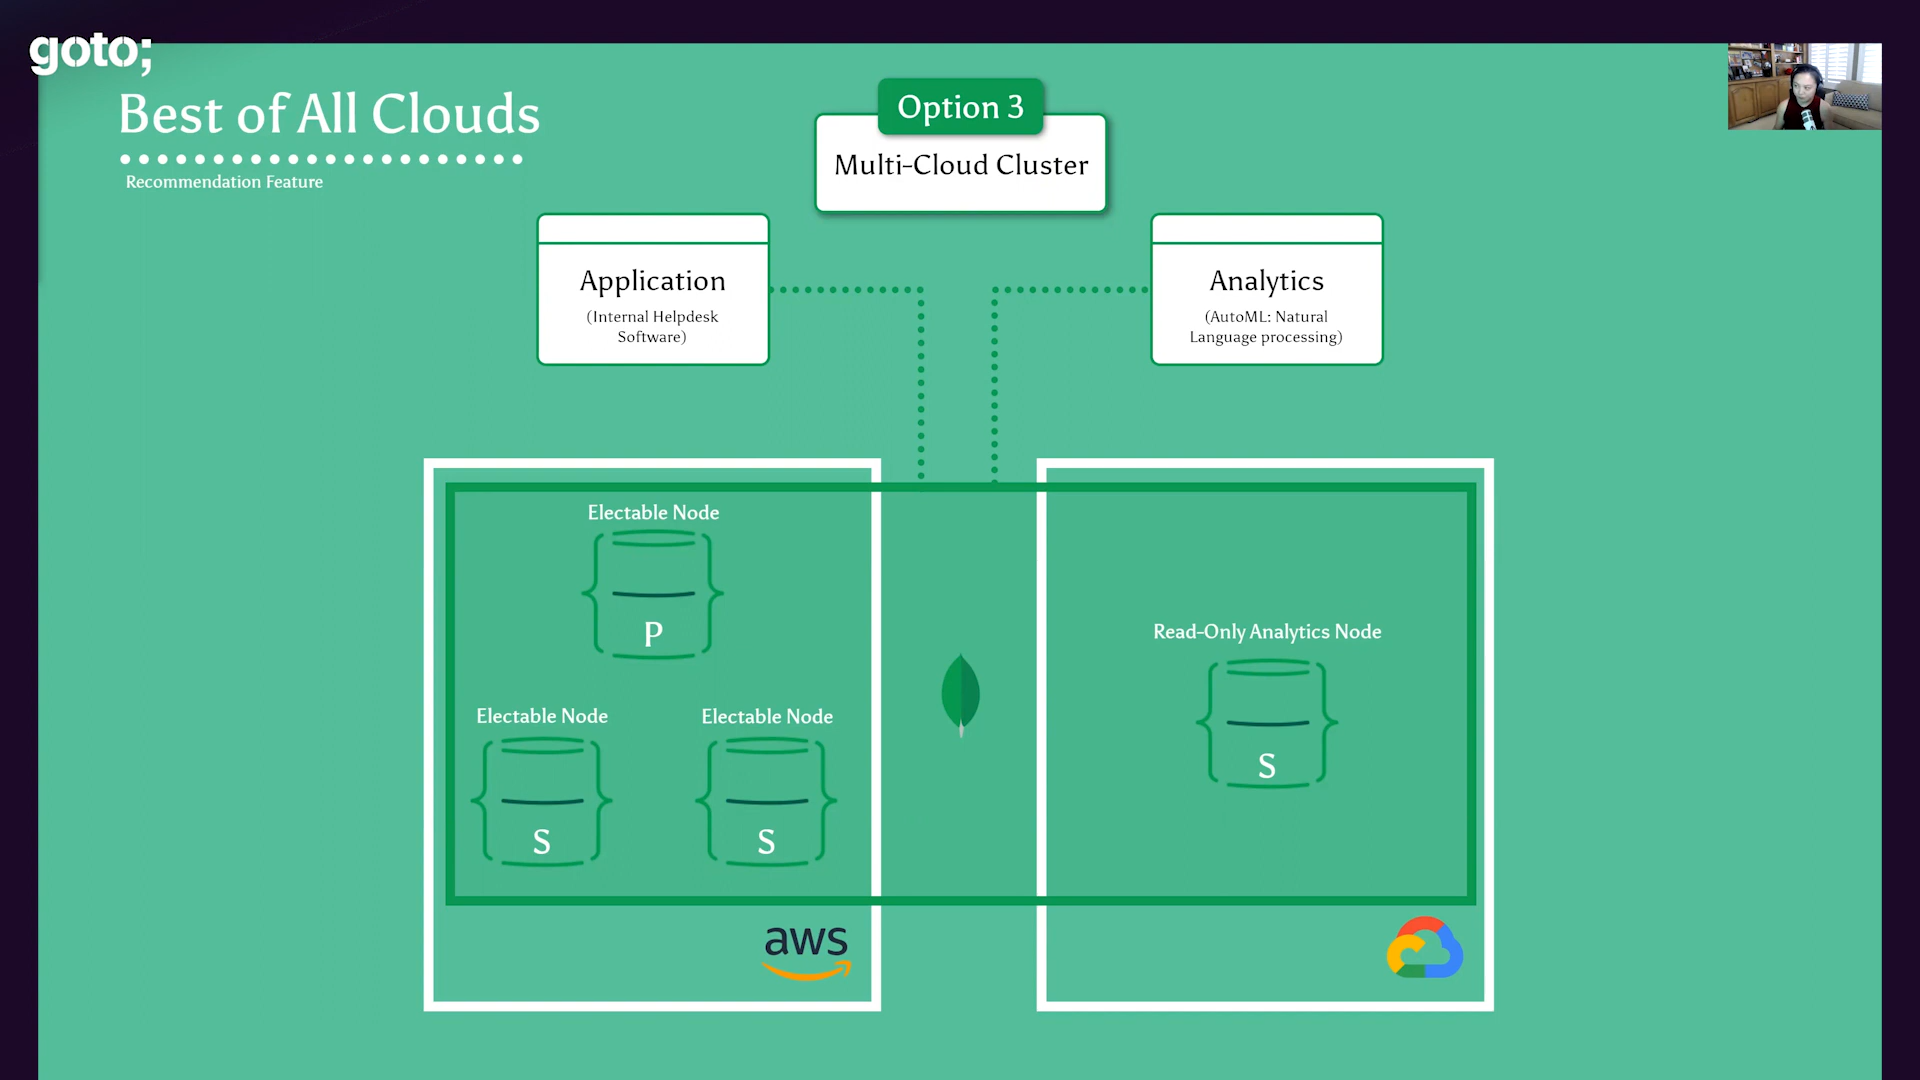 goto;
Best of All Clouds
Recommendation Feature
Option 3
Multi-Cloud Cluster
Application
(Internal Helpdesk
Software)
Analytics
(AutoML: Natural
Language processing)
Electable Node
P
Electable Node
S
Electable Node
S
Read-Only Analytics Node
S
aws